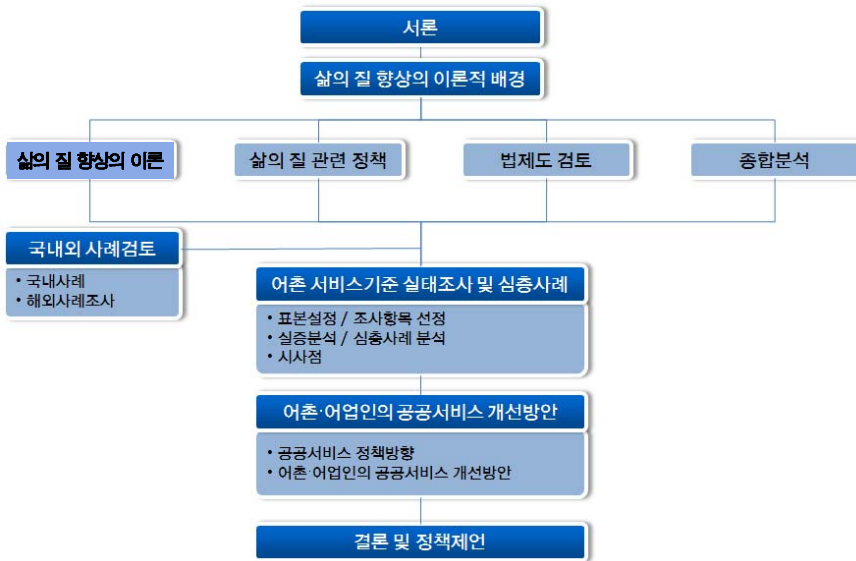 서론
삶의 질 향상의 이론적 배경
삶의 질 향상의 이론
삶의 질 관련 정책
법제도 검토
종합분석
국내외 사례검토
• 국내사례
• 해외사례조사
어촌 서비스기준 실태조사 및 심층사례
• 표본설정 / 조사항목 선정
• 실증분석 / 심층사례 분석
• 시사점
어촌·어업인의 공공서비스 개선방안
• 공공서비스 정책방향
• 어촌·어업인의 공공서비스 개선방안
결론 및 정책제언